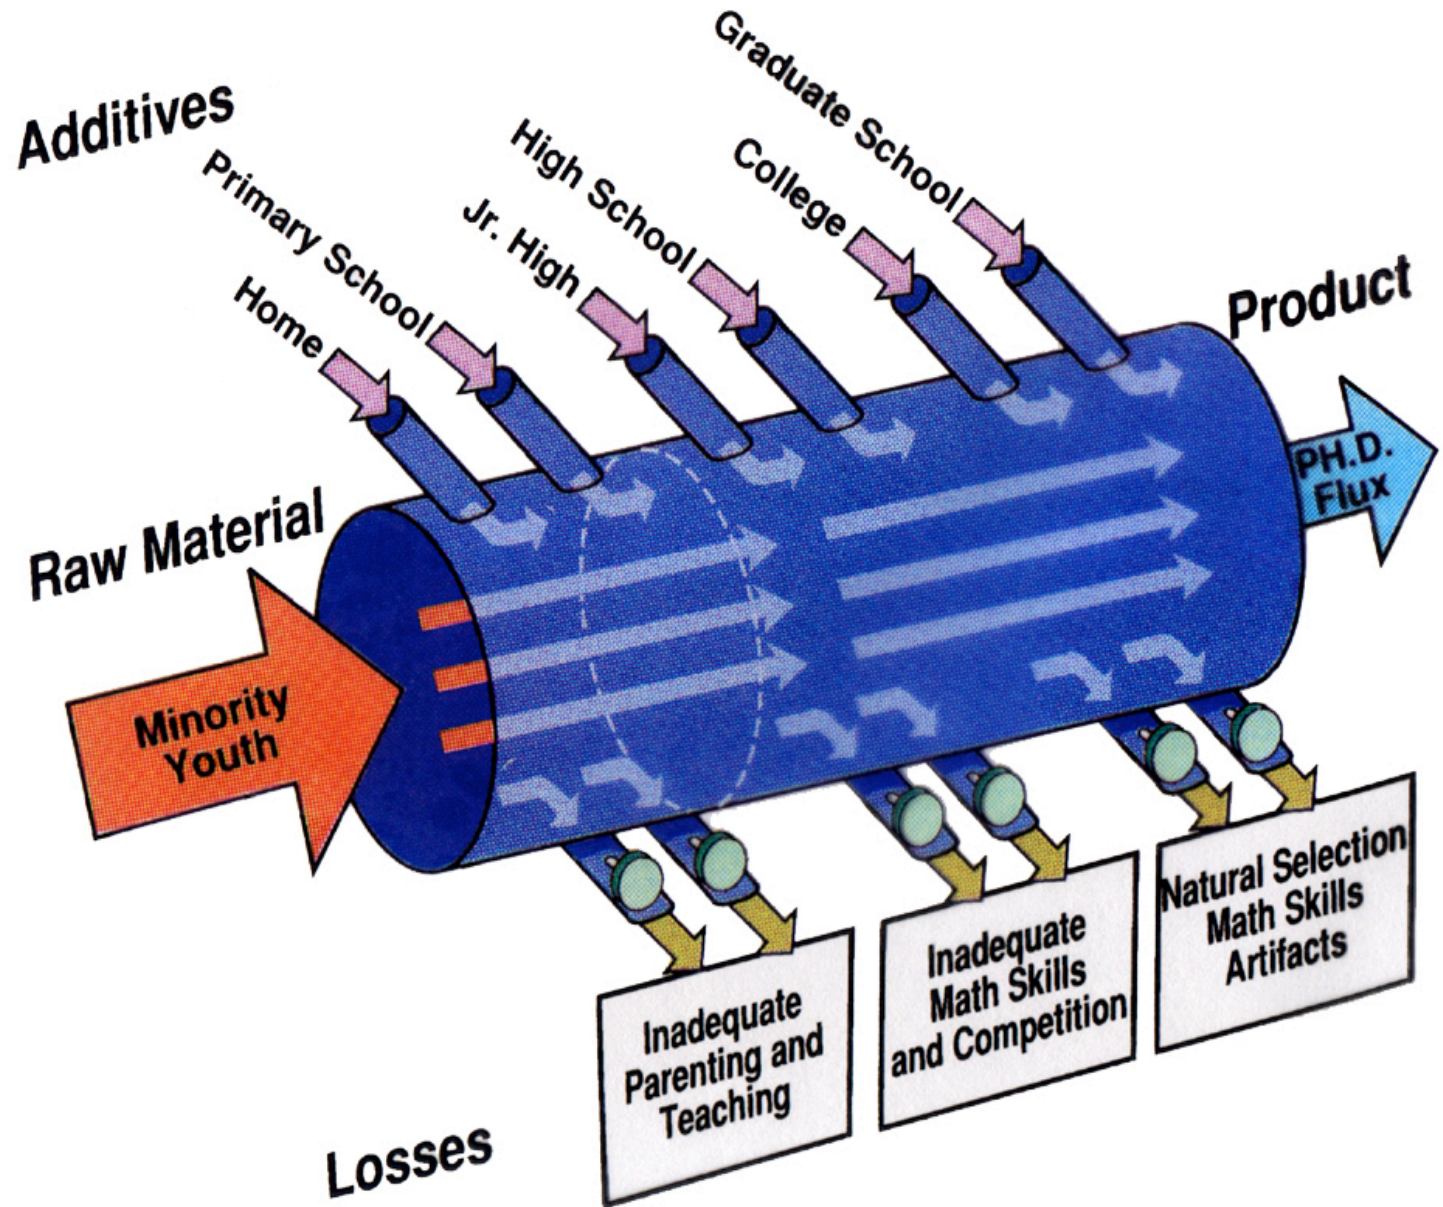 Additives
Graduate School
College
High School
Jr. High
Primary School
Home
Product
PH.D.
Flux
Raw Material
Minority
Youth
Natural Selection
Math Skills
Artifacts
Inadequate
Math Skills
and Competition
Inadequate
Parenting and
Teaching
Losses